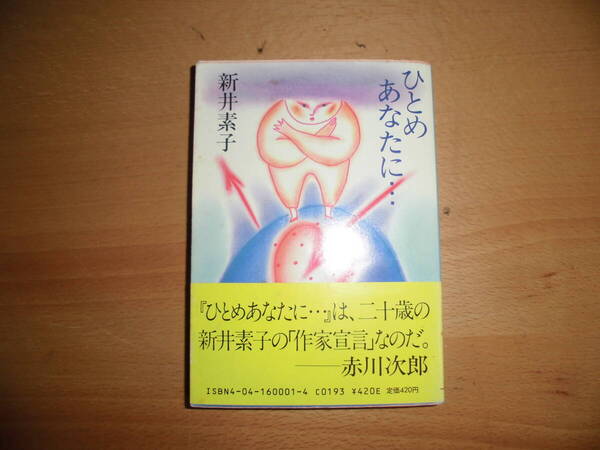 ひとめ
あなたに…
新井素子
『ひとめあなたに…』は、二十歳の
新井素子の「作家宣言」なのだ。
――赤川次郎
ISBN4-04-160001-4 C0193 ¥420E 定価420円